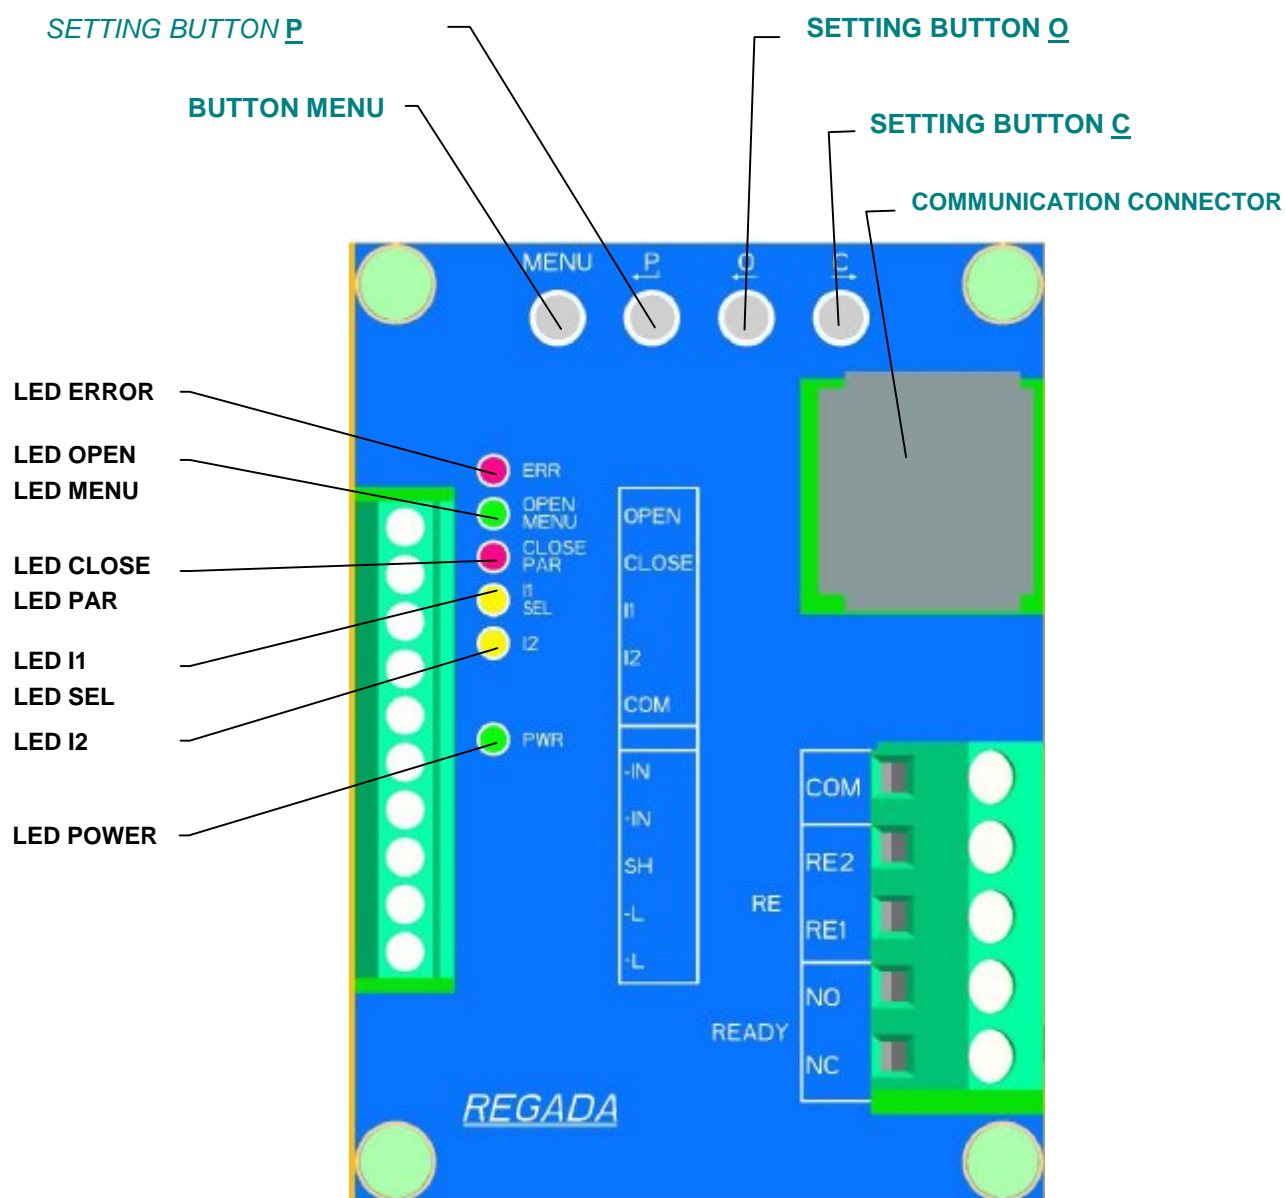 SETTING BUTTON P
SETTING BUTTON O
BUTTON MENU
SETTING BUTTON C
COMMUNICATION CONNECTOR
MENU P O C
LED ERROR
LED OPEN
LED MENU
LED CLOSE
LED PAR
LED I1
LED SEL
LED I2
LED POWER
ERR
OPEN
MENU
CLOSE
PAR
I1
SEL
I2
PWR
OPEN
CLOSE
I1
I2
COM
-IN
-IN
SH
-L
-L
COM
RE2
RE
RE1
NO
READY
NC
REGADA